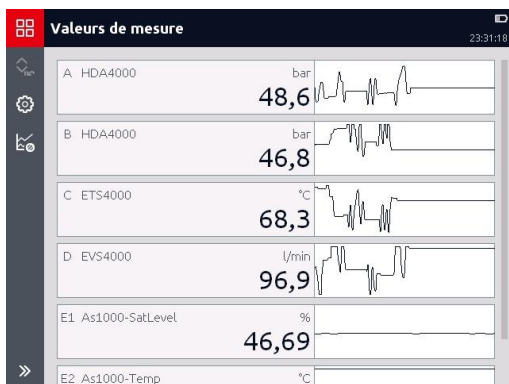 Valeurs de mesure
23:31:18
A HDA4000 bar
48,6
B HDA4000 bar
46,8
C ETS4000 °C
68,3
D EVS4000 l/min
96,9
E1 As1000-SatLevel %
46,69
E2 As1000-Temp °C